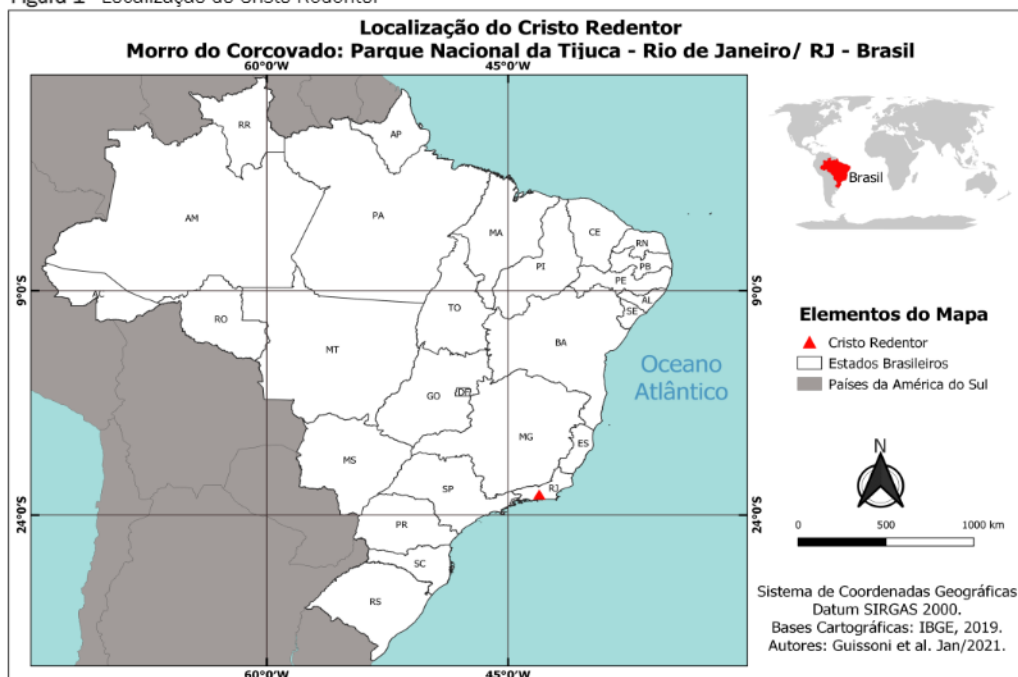 Figura 1 - Localização do Cristo Redentor
Localização do Cristo Redentor
Morro do Corcovado: Parque Nacional da Tijuca - Rio de Janeiro/ RJ - Brasil
60°0'W
45°0'W
RR
AP
AM
PA
MA
CE
RN
PB
PI
PE
AL
SE
AC
9°0'S
9°0'S
RO
TO
BA
MT
GO
DF
MG
ES
MS
SP
RJ
24°0'S
24°0'S
PR
SC
RS
60°0'W
45°0'W
Oceano
Atlântico
Brasil
Elementos do Mapa
Cristo Redentor
Estados Brasileiros
Países da América do Sul
N
0 500 1000 km
Sistema de Coordenadas Geográficas
Datum SIRGAS 2000.
Bases Cartográficas: IBGE, 2019.
Autores: Guissoni et al. Jan/2021.